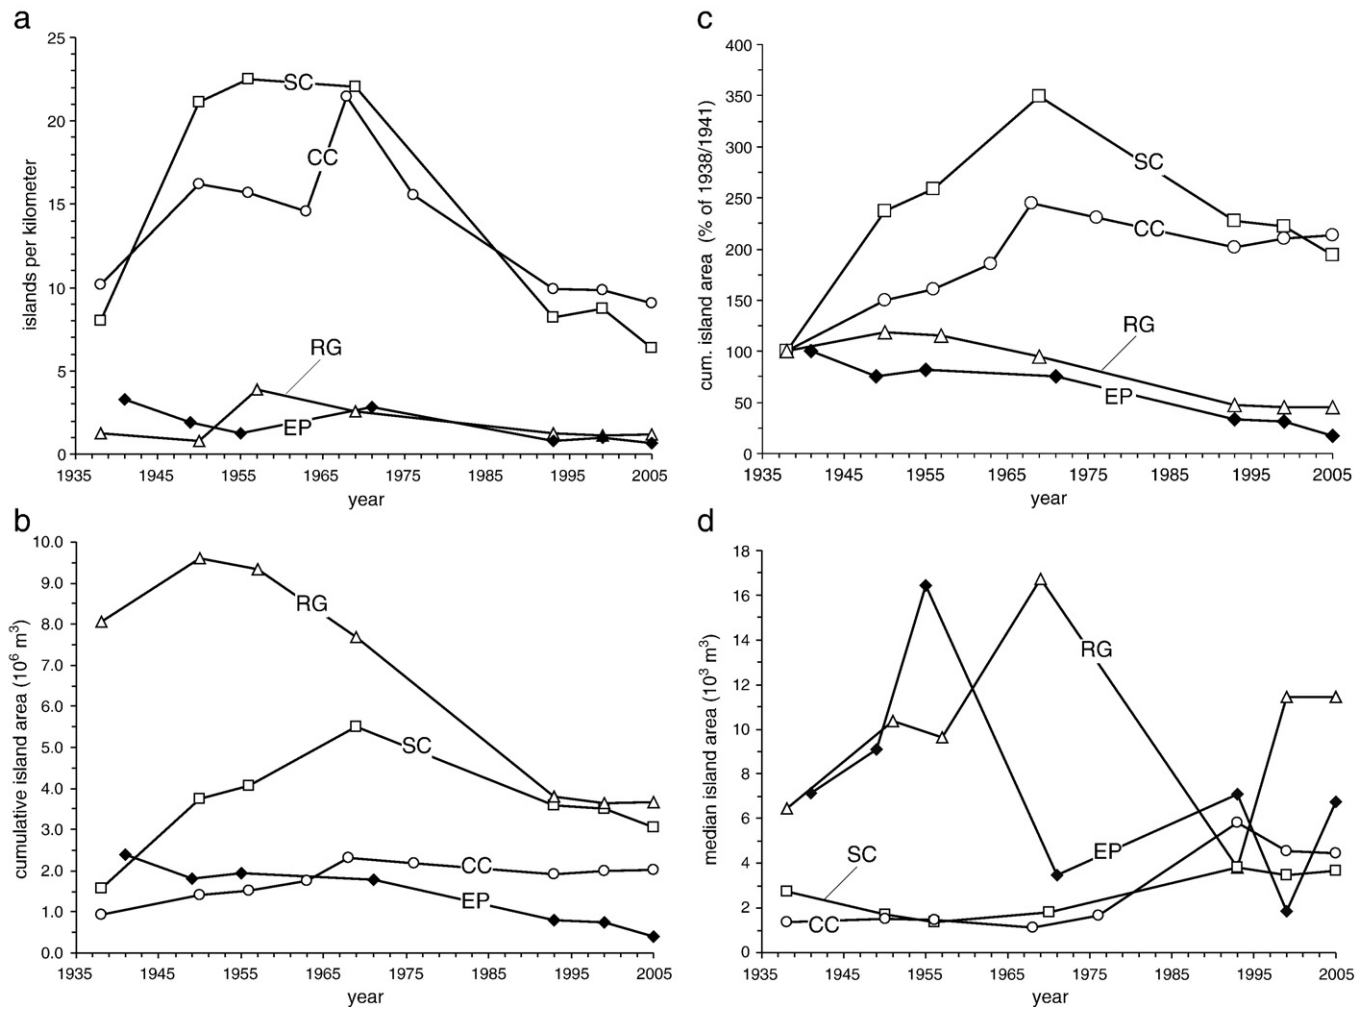 a
islands per kilometer
25
20
15
10
5
0
SC
CC
RG
EP
1935 1945 1955 1965 1975 1985 1995 2005
year
c
cum. island area (% of 1938/1941)
400
350
300
250
200
150
100
50
0
SC
CC
RG
EP
1935 1945 1955 1965 1975 1985 1995 2005
year
b
cumulative island area (10⁶ m³)
10.0
9.0
8.0
7.0
6.0
5.0
4.0
3.0
2.0
1.0
0.0
RG
SC
CC
EP
1935 1945 1955 1965 1975 1985 1995 2005
year
d
median island area (10³ m³)
18
16
14
12
10
8
6
4
2
0
RG
EP
SC
CC
1935 1945 1955 1965 1975 1985 1995 2005
year